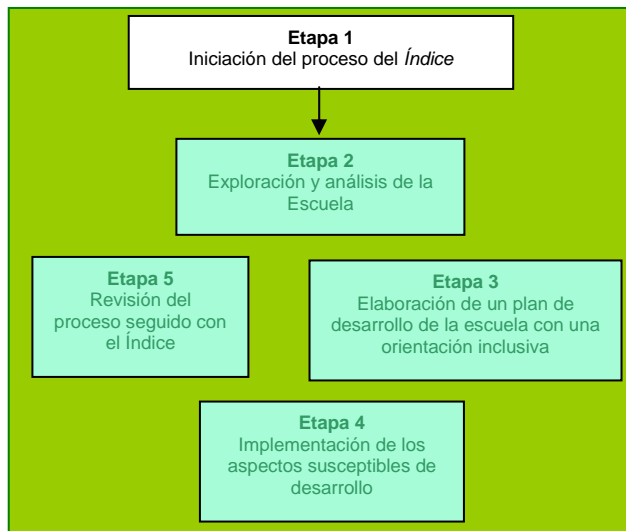 Etapa 1
Iniciación del proceso del Índice
Etapa 2
Exploración y análisis de la
Escuela
Etapa 5
Revisión del
proceso seguido con
el Índice
Etapa 3
Elaboración de un plan de
desarrollo de la escuela con una
orientación inclusiva
Etapa 4
Implementación de los
aspectos susceptibles de
desarrollo